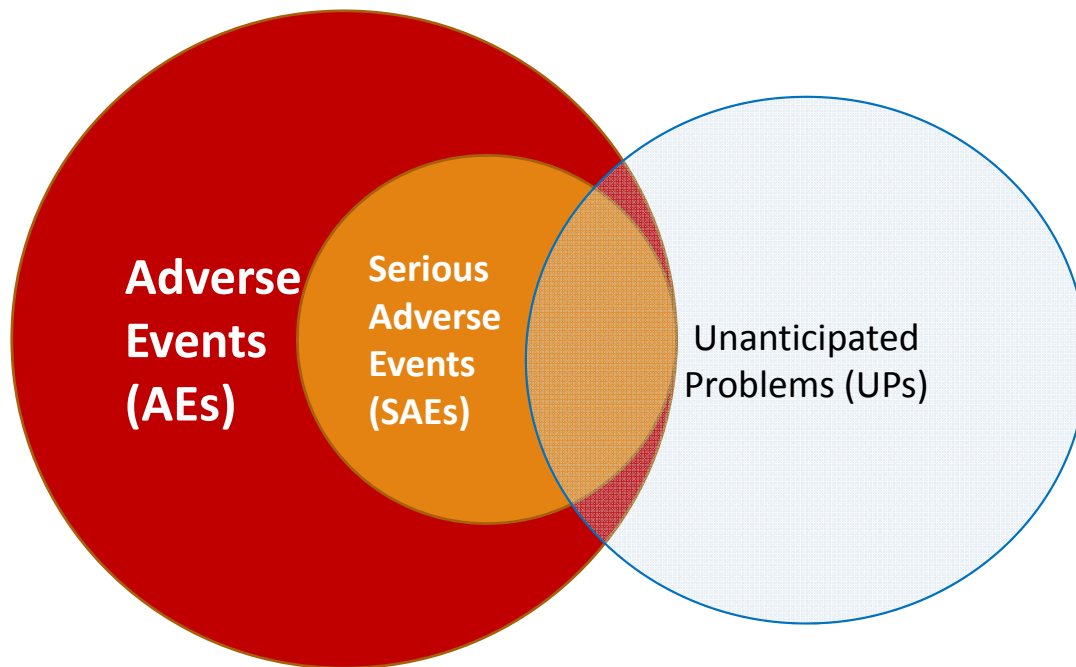 Adverse
Events
(AEs)
Serious
Adverse
Events
(SAEs)
Unanticipated
Problems (UPs)